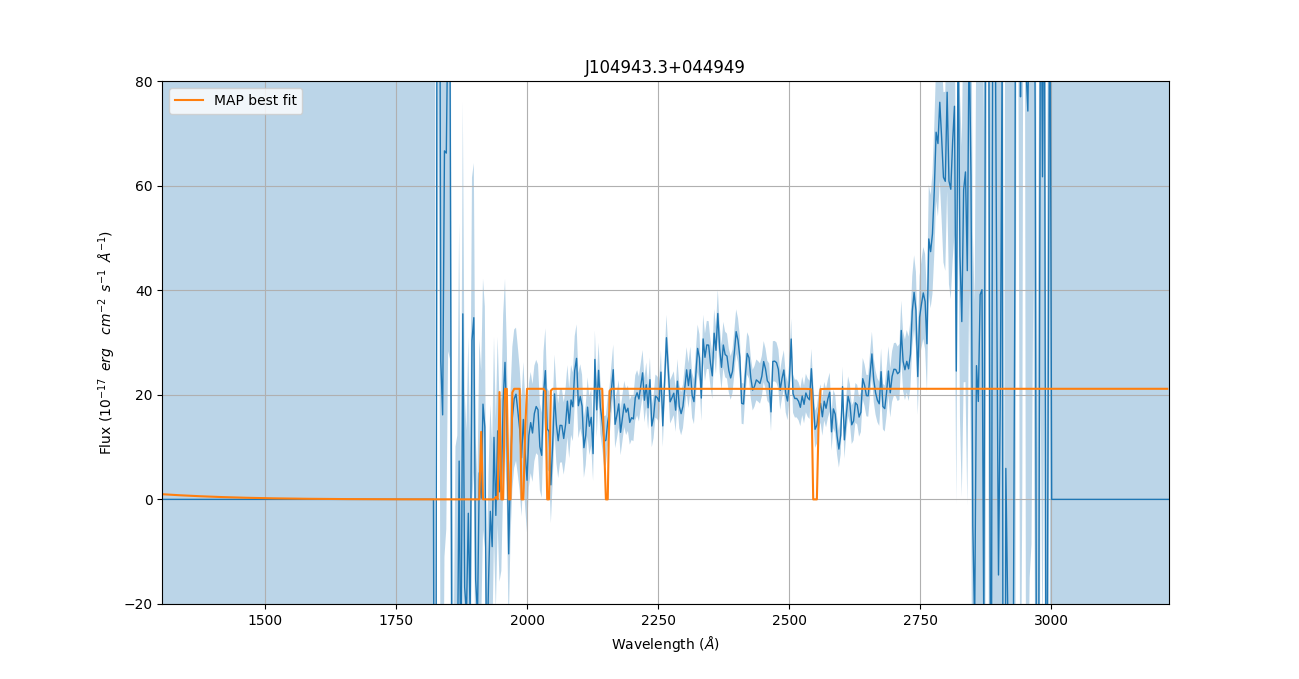 J104943.3+044949
MAP best fit
80
60
40
20
0
−20
Flux (10⁻¹⁷ erg cm⁻² s⁻¹ Å⁻¹)
1500 1750 2000 2250 2500 2750 3000
Wavelength (Å)